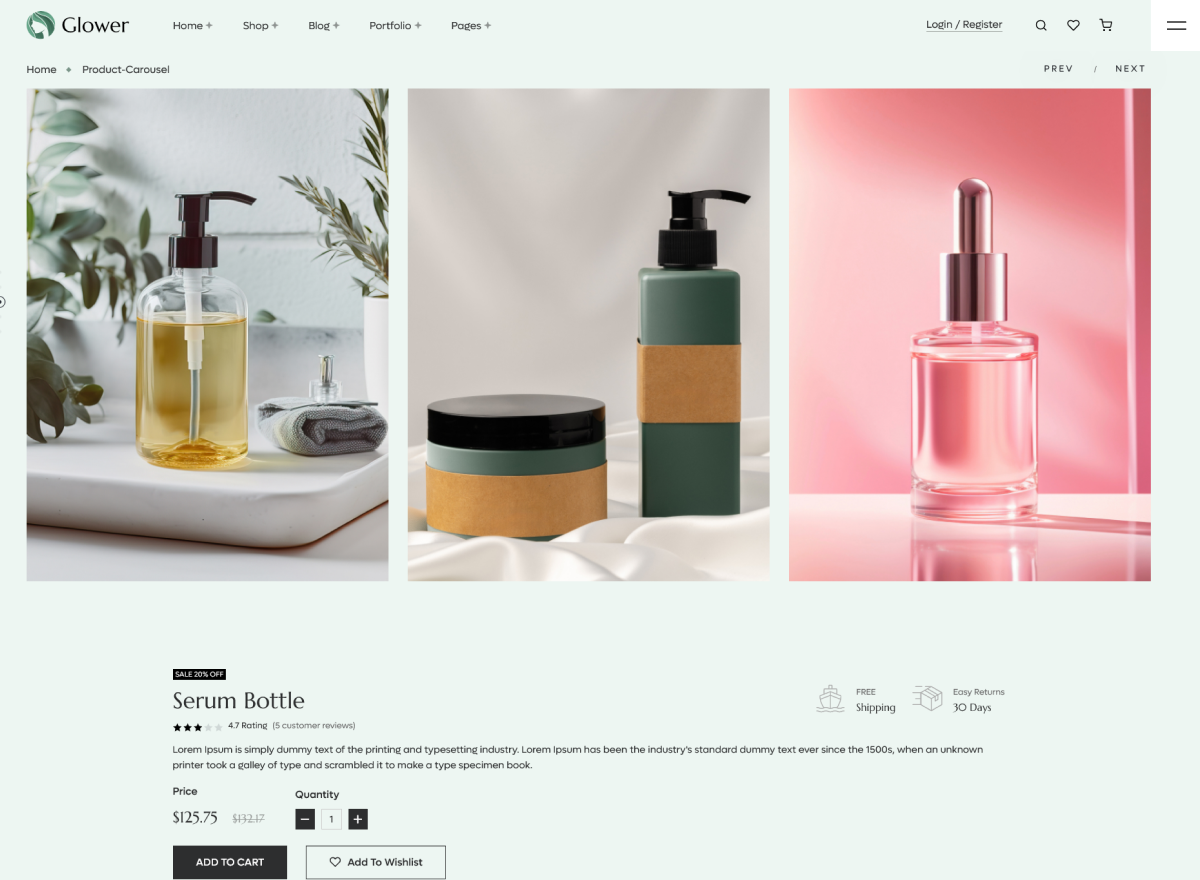 Glower
Home + Shop + Blog + Portfolio + Pages +
Login / Register
Home Product-Carousel
PREV / NEXT
SALE 20% OFF
Serum Bottle
4.7 Rating (5 customer reviews)
FREE
Shipping
Easy Returns
30 Days
Lorem Ipsum is simply dummy text of the printing and typesetting industry. Lorem Ipsum has been the industry's standard dummy text ever since the 1500s, when an unknown
printer took a galley of type and scrambled it to make a type specimen book.
Price
Quantity
$125.75 $132.17
− 1 +
ADD TO CART
Add To Wishlist